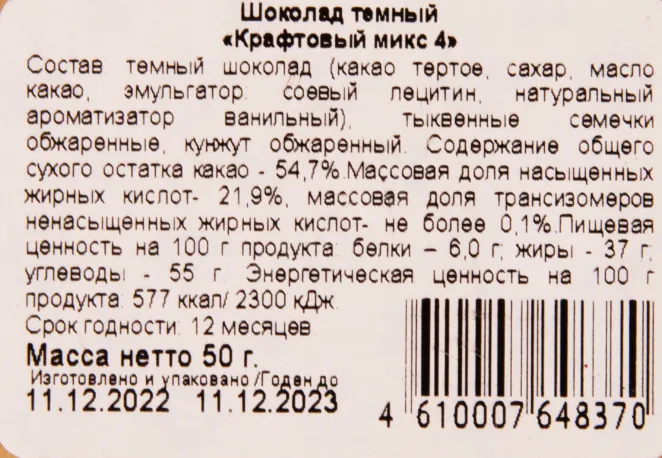 Шоколад темный
«Крафтовый микс 4»
Состав темный шоколад (какао тертое, сахар, масло
какао, эмульгатор соевый лецитин, натуральный
ароматизатор ванильный), тыквенные семечки
обжаренные, кунжут обжаренный. Содержание общего
сухого остатка какао - 54,7%.Массовая доля насыщенных
жирных кислот- 21,9%, массовая доля трансизомеров
ненасыщенных жирных кислот- не более 0,1%.Пищевая
ценность на 100 г продукта: белки – 6,0 г; жиры - 37 г;
углеводы - 55 г. Энергетическая ценность на 100 г
продукта: 577 ккал/ 2300 кДж.
Срок годности: 12 месяцев
Масса нетто 50 г.
Изготовлено и упаковано /Годен до
11.12.2022 11.12.2023
4 610007 648370